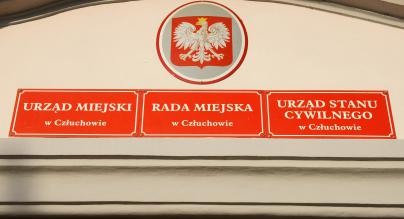 URZĄD MIEJSKI
w Człuchowie
RADA MIEJSKA
w Człuchowie
URZĄD STANU
CYWILNEGO
w Człuchowie